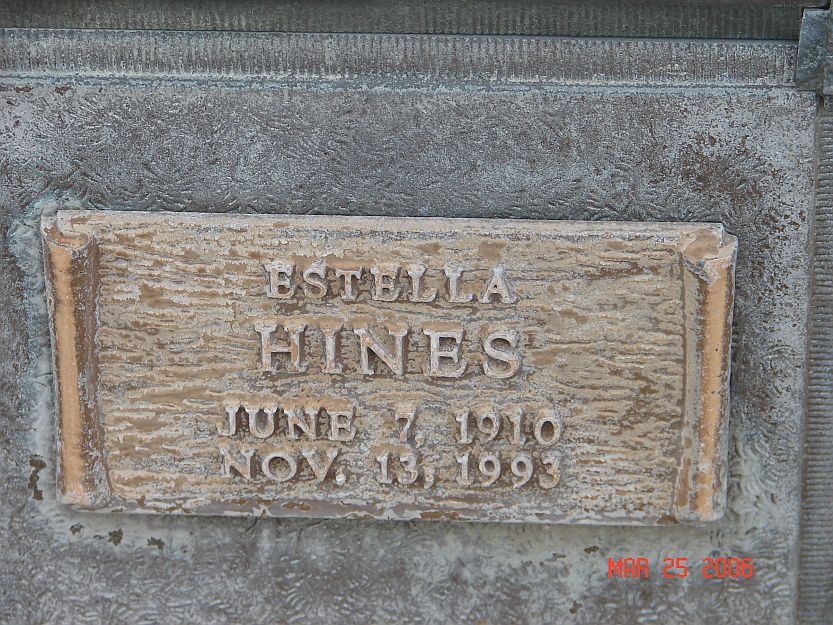 ESTELLA
HINES
JUNE 7, 1910
NOV. 13, 1993
MAR 25 2006